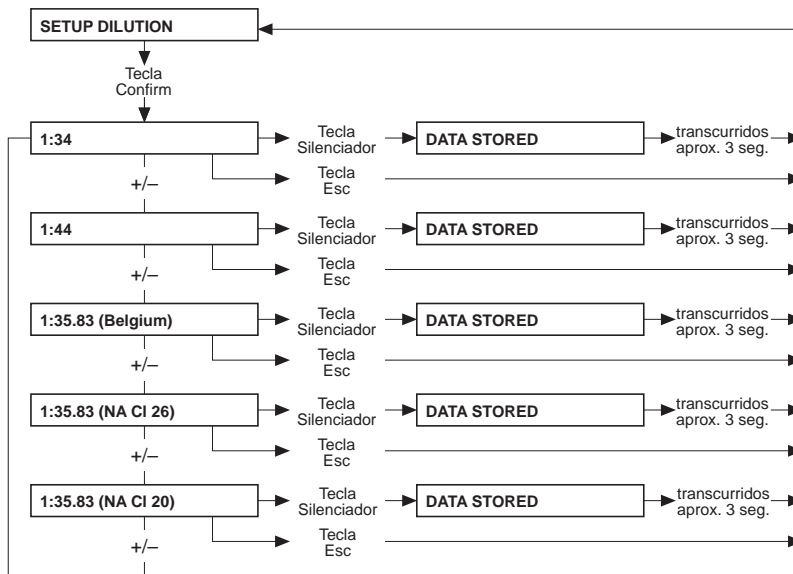 SETUP DILUTION
Tecla
Confirm
1:34
Tecla
Silenciador
DATA STORED
transcurridos
aprox. 3 seg.
+/–
Tecla
Esc
1:44
Tecla
Silenciador
DATA STORED
transcurridos
aprox. 3 seg.
+/–
Tecla
Esc
1:35.83 (Belgium)
Tecla
Silenciador
DATA STORED
transcurridos
aprox. 3 seg.
+/–
Tecla
Esc
1:35.83 (NA Cl 26)
Tecla
Silenciador
DATA STORED
transcurridos
aprox. 3 seg.
+/–
Tecla
Esc
1:35.83 (NA Cl 20)
Tecla
Silenciador
DATA STORED
transcurridos
aprox. 3 seg.
+/–
Tecla
Esc